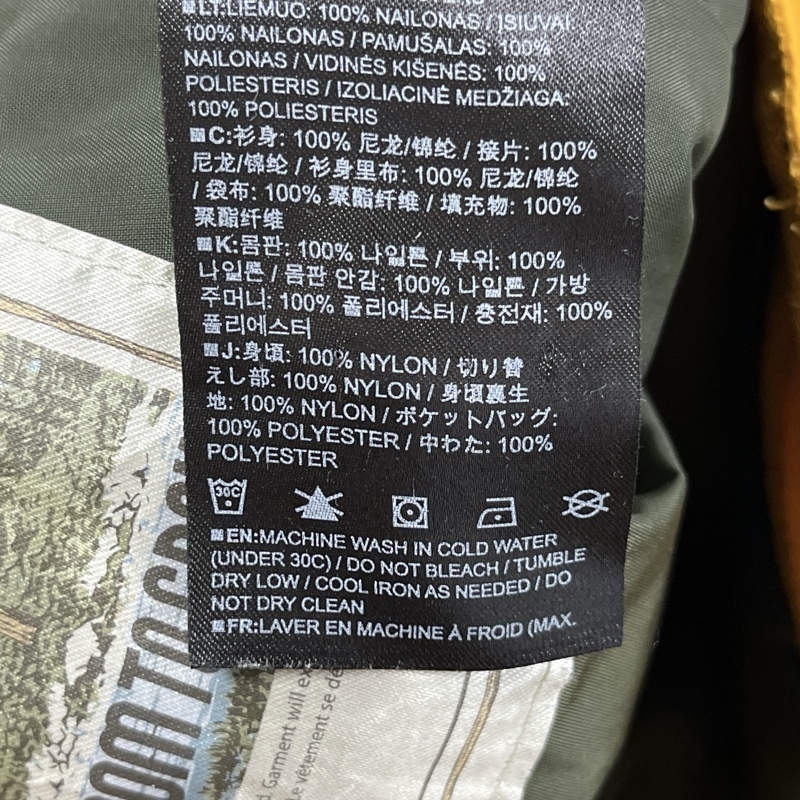 LT:LIEMUO: 100% NAILONAS / ĮSIUVAI
100% NAILONAS / PAMUŠALAS: 100%
NAILONAS / VIDINĖS KIŠENĖS: 100%
POLIESTERIS / IZOLIACINĖ MEDŽIAGA:
100% POLIESTERIS
■C:衫身: 100% 尼龙/锦纶 / 接片: 100%
尼龙/锦纶 / 衫身里布: 100% 尼龙/锦纶
/ 袋布: 100% 聚酯纤维 / 填充物: 100%
聚酯纤维
■K:몸판: 100% 나일론 / 부위: 100%
나일론 / 몸판 안감: 100% 나일론 / 가방
주머니: 100% 폴리에스터 / 충전재: 100%
폴리에스터
■J:身頃: 100% NYLON / 切り替
えし部: 100% NYLON / 身頃裏生
地: 100% NYLON / ポケットバッグ:
100% POLYESTER / 中わた: 100%
POLYESTER
30C
■EN:MACHINE WASH IN COLD WATER
(UNDER 30C) / DO NOT BLEACH / TUMBLE
DRY LOW / COOL IRON AS NEEDED / DO
NOT DRY CLEAN
■FR:LAVER EN MACHINE À FROID (MAX.
TO
Garment will
Le vêtement se